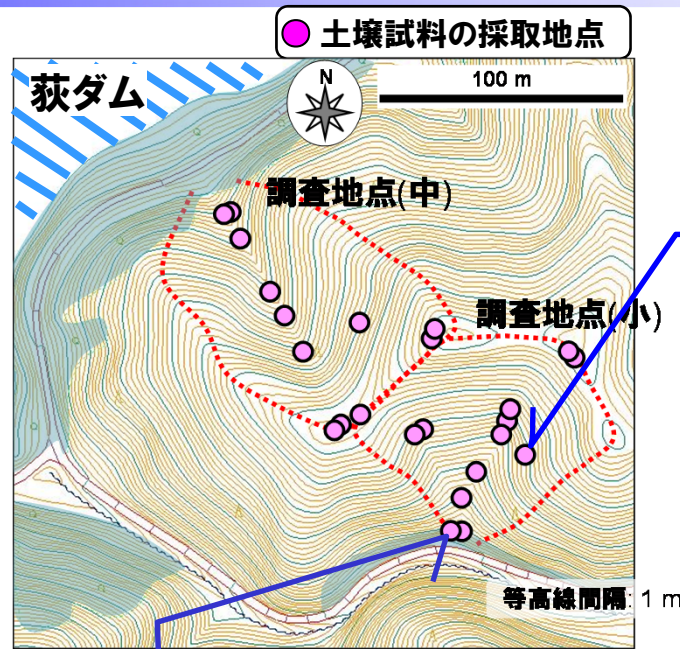 土壌試料の採取地点
荻ダム
N
100 m
調査地点(中)
調査地点(小)
等高線間隔: 1 m